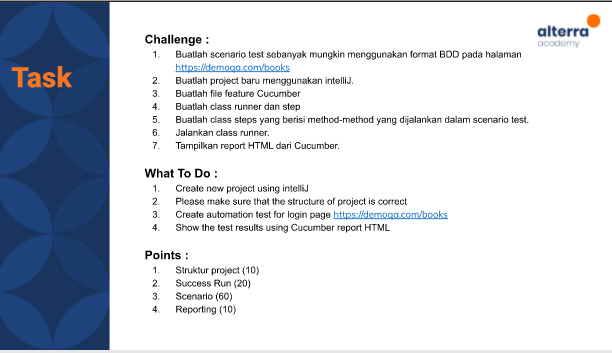 alterra
academy
Task
Challenge :
1. Buatlah scenario test sebanyak mungkin menggunakan format BDD pada halaman
https://demoqa.com/books
2. Buatlah project baru menggunakan intelliJ.
3. Buatlah file feature Cucumber
4. Buatlah class runner dan step
5. Buatlah class steps yang berisi method-method yang dijalankan dalam scenario test.
6. Jalankan class runner.
7. Tampilkan report HTML dari Cucumber.
What To Do :
1. Create new project using intelliJ
2. Please make sure that the structure of project is correct
3. Create automation test for login page https://demoqa.com/books
4. Show the test results using Cucumber report HTML
Points :
1. Struktur project (10)
2. Success Run (20)
3. Scenario (60)
4. Reporting (10)